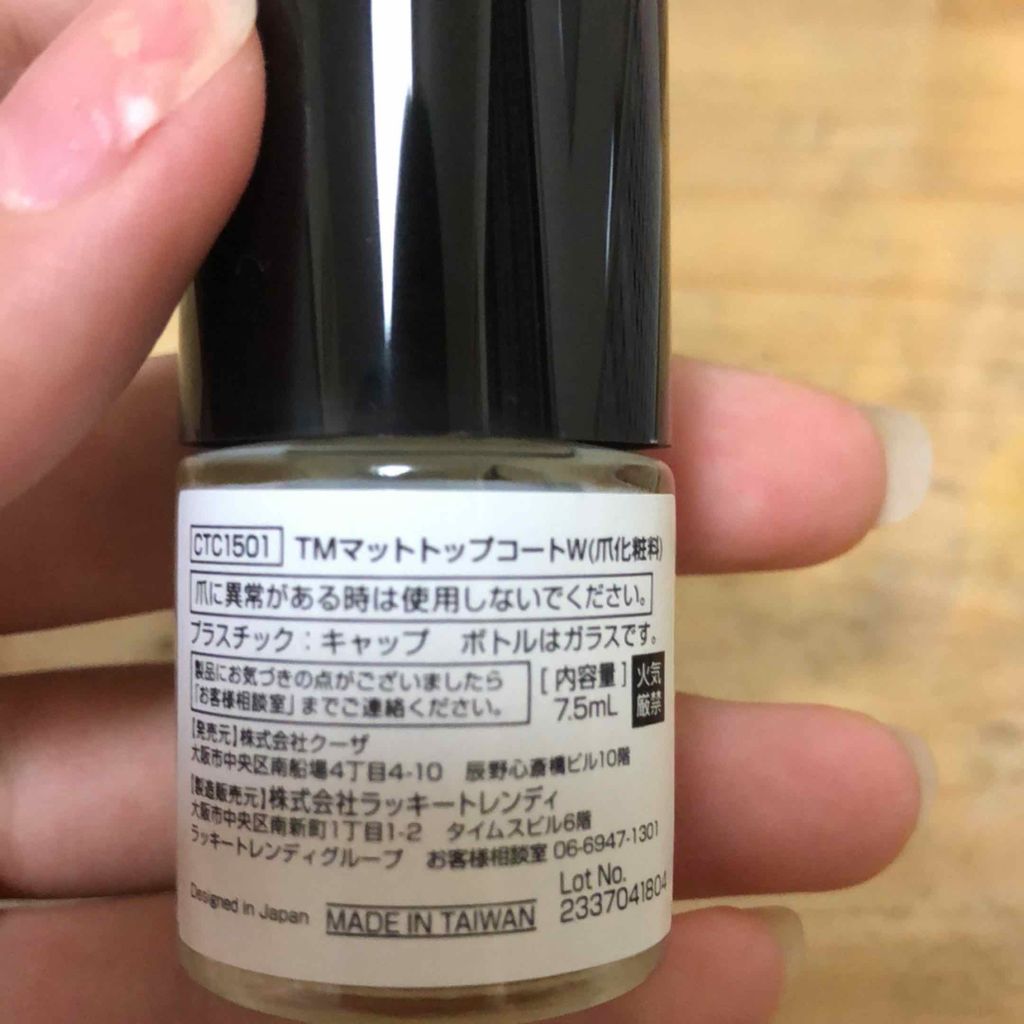 CTC1501 TMマットトップコートW(爪化粧料)
爪に異常がある時は使用しないでください。
プラスチック：キャップ ボトルはガラスです。
製品にお気づきの点がございましたら
「お客様相談室」までご連絡ください。
[内容量]
7.5mL
火気
厳禁
【発売元】株式会社クーザ
大阪市中央区南船場4丁目4-10 辰野心斎橋ビル10階
【製造販売元】株式会社ラッキートレンディ
大阪市中央区南新町1丁目1-2 タイムスビル6階
ラッキートレンディグループ お客様相談室 06-6947-1301
Lot No.
2337041804
Designed in Japan MADE IN TAIWAN